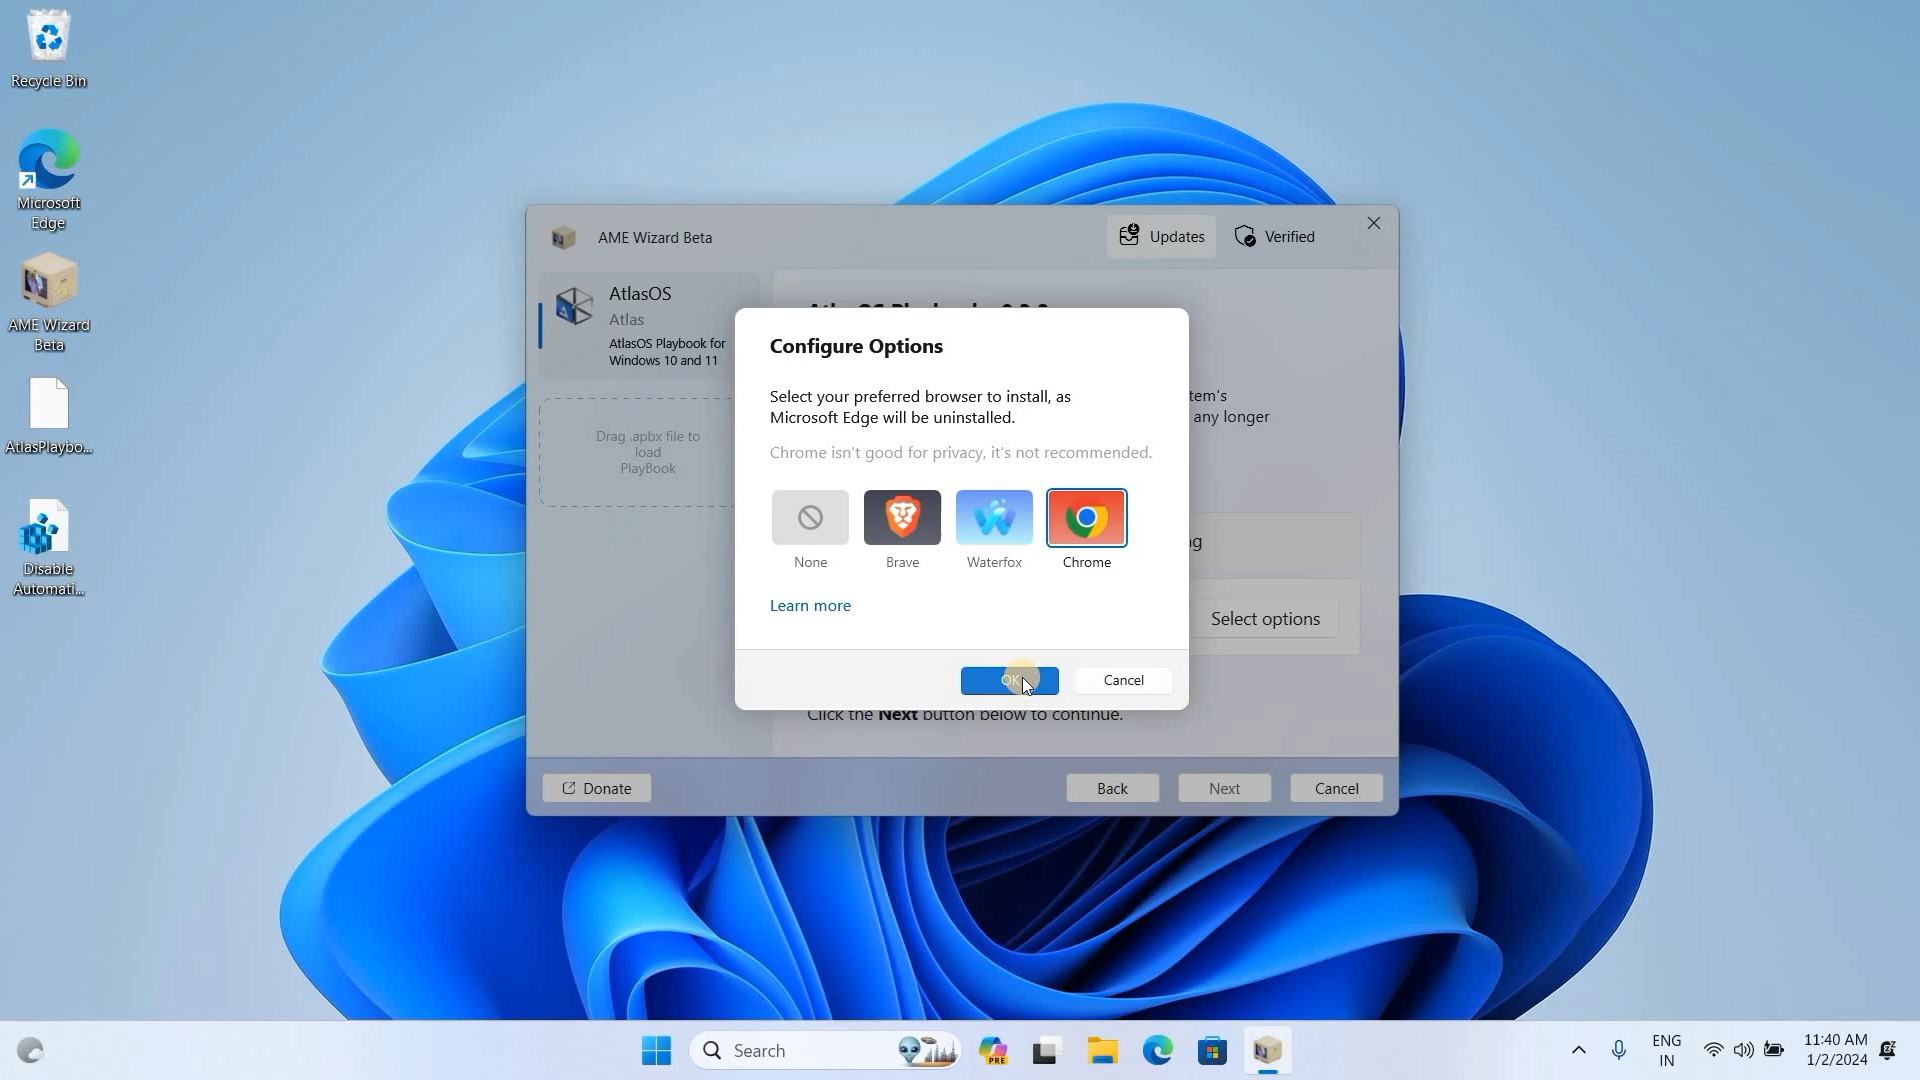 Recycle Bin
Microsoft
Edge
AME Wizard
Beta
AtlasPlaybo...
Disable
Automati...
AME Wizard Beta
Updates
Verified
AtlasOS
Atlas
AtlasOS Playbook for
Windows 10 and 11
Drag .apbx file to
load
PlayBook
tem's
any longer
Configure Options
Select your preferred browser to install, as
Microsoft Edge will be uninstalled.
Chrome isn't good for privacy, it's not recommended.
None
Brave
Waterfox
Chrome
Learn more
OK
Cancel
Select options
Click the Next button below to continue.
Donate
Back
Next
Cancel
Search
PRE
ENG
IN
11:40 AM
1/2/2024